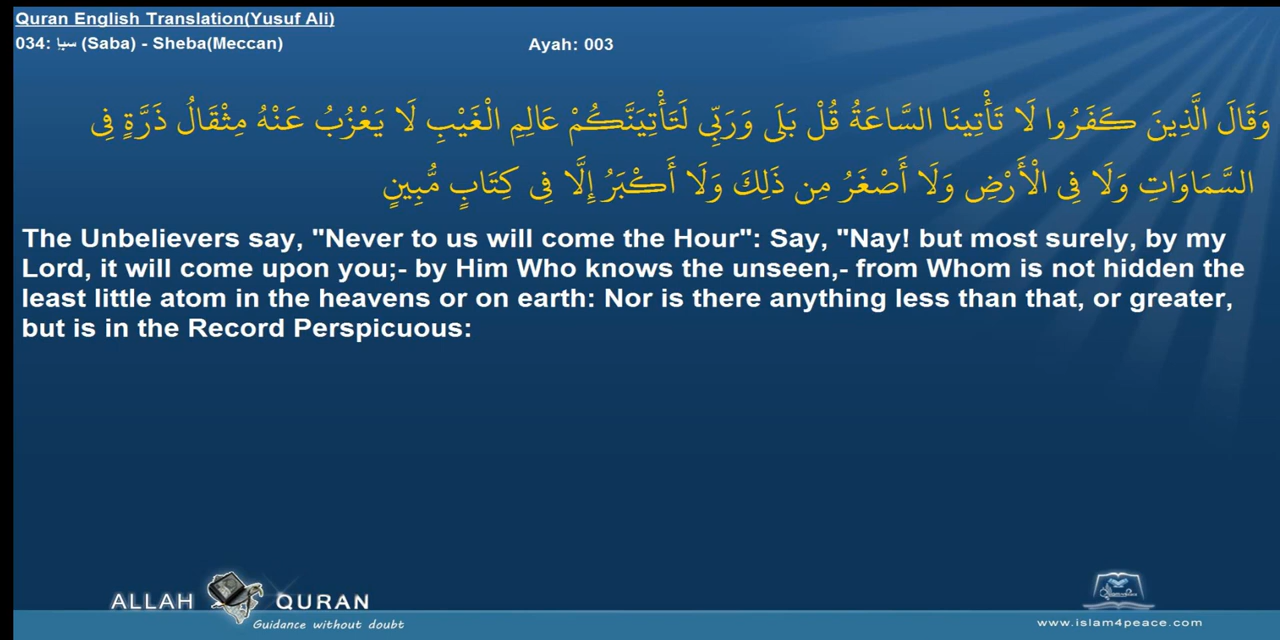 Quran English Translation(Yusuf Ali)
034: سبإ (Saba) - Sheba(Meccan)
Ayah: 003
وَقَالَ الَّذِينَ كَفَرُوا لَا تَأْتِينَا السَّاعَةُ قُلْ بَلَى وَرَبِّي لَتَأْتِيَنَّكُمْ عَالِمِ الْغَيْبِ لَا يَعْزُبُ عَنْهُ مِثْقَالُ ذَرَّةٍ فِي
السَّمَاوَاتِ وَلَا فِي الْأَرْضِ وَلَا أَصْغَرُ مِن ذَلِكَ وَلَا أَكْبَرُ إِلَّا فِي كِتَابٍ مُّبِينٍ
The Unbelievers say, "Never to us will come the Hour": Say, "Nay! but most surely, by my
Lord, it will come upon you;- by Him Who knows the unseen,- from Whom is not hidden the
least little atom in the heavens or on earth: Nor is there anything less than that, or greater,
but is in the Record Perspicuous:
ALLAH QURAN
Guidance without doubt
www.islam4peace.com